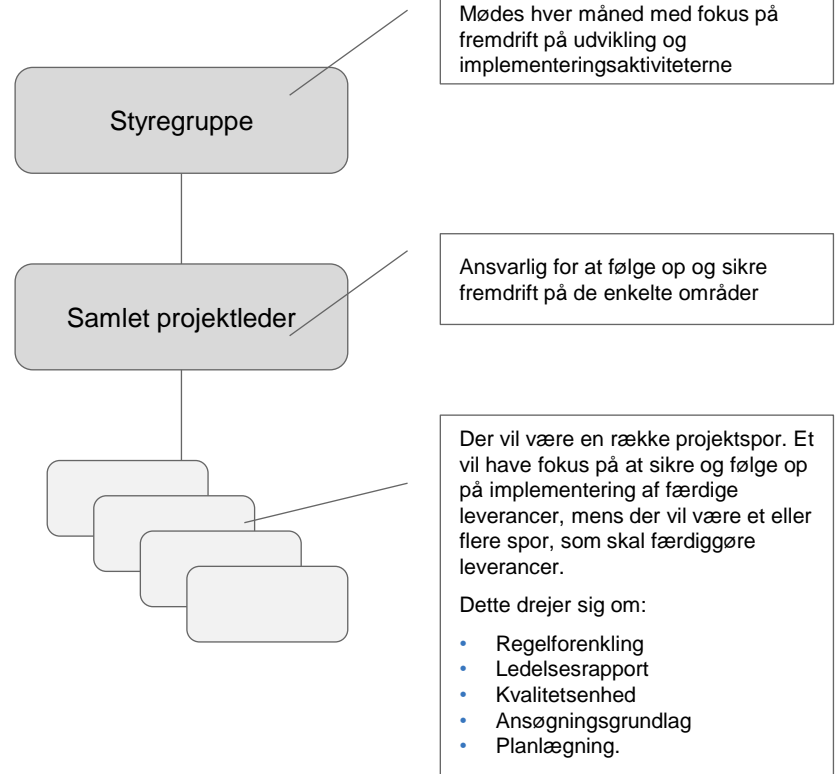 Mødes hver måned med fokus på
fremdrift på udvikling og
implementeringsaktiviteterne
Styregruppe
Ansvarlig for at følge op og sikre
fremdrift på de enkelte områder
Samlet projektleder
Der vil være en række projektspor. Et
vil have fokus på at sikre og følge op
på implementering af færdige
leverancer, mens der vil være et eller
flere spor, som skal færdiggøre
leverancer.
Dette drejer sig om:
• Regelforenkling
• Ledelsesrapport
• Kvalitetsenhed
• Ansøgningsgrundlag
• Planlægning.